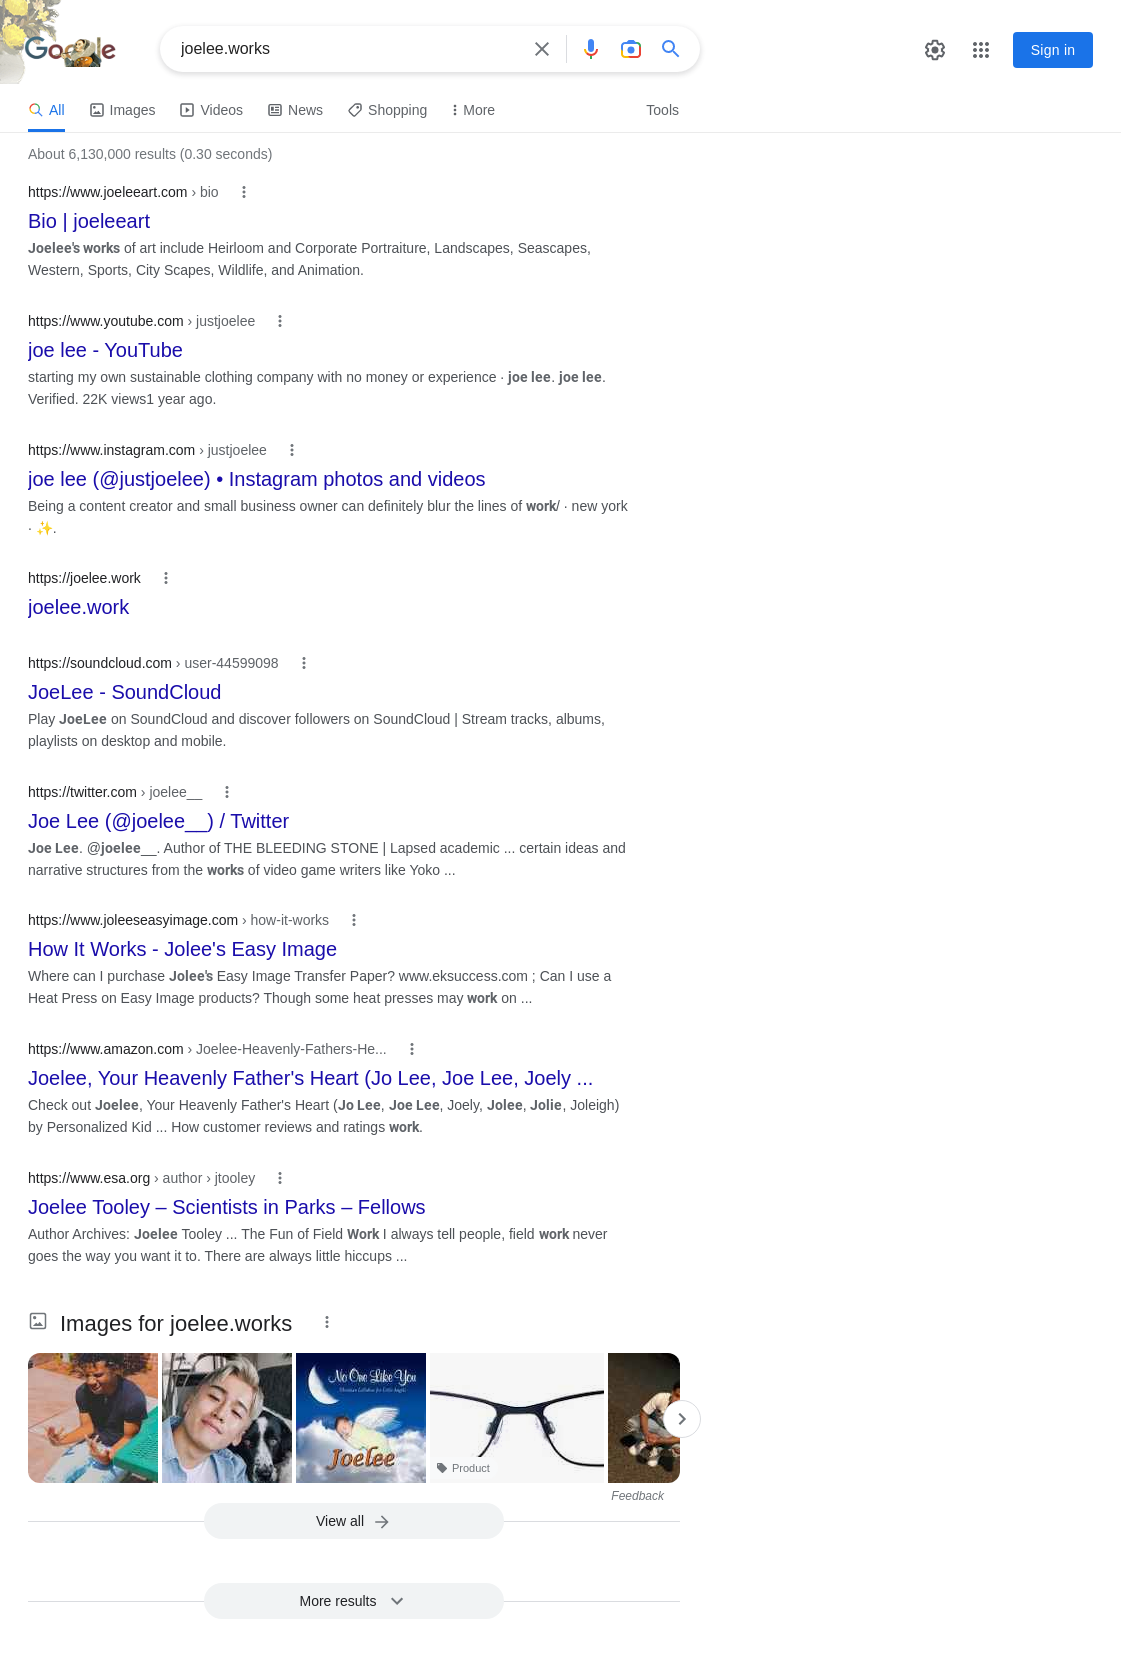 Google
joelee.works
Sign in
All
Images
Videos
News
Shopping
More
Tools
About 6,130,000 results (0.30 seconds)
https://www.joeleeart.com › bio
Bio | joeleeart
Joelee's works of art include Heirloom and Corporate Portraiture, Landscapes, Seascapes,
Western, Sports, City Scapes, Wildlife, and Animation.
https://www.youtube.com › justjoelee
joe lee - YouTube
starting my own sustainable clothing company with no money or experience · joe lee. joe lee.
Verified. 22K views1 year ago.
https://www.instagram.com › justjoelee
joe lee (@justjoelee) • Instagram photos and videos
Being a content creator and small business owner can definitely blur the lines of work/ · new york
· ✨.
https://joelee.work
joelee.work
https://soundcloud.com › user-44599098
JoeLee - SoundCloud
Play JoeLee on SoundCloud and discover followers on SoundCloud | Stream tracks, albums,
playlists on desktop and mobile.
https://twitter.com › joelee__
Joe Lee (@joelee__) / Twitter
Joe Lee. @joelee__. Author of THE BLEEDING STONE | Lapsed academic ... certain ideas and
narrative structures from the works of video game writers like Yoko ...
https://www.joleeseasyimage.com › how-it-works
How It Works - Jolee's Easy Image
Where can I purchase Jolee's Easy Image Transfer Paper? www.eksuccess.com ; Can I use a
Heat Press on Easy Image products? Though some heat presses may work on ...
https://www.amazon.com › Joelee-Heavenly-Fathers-He...
Joelee, Your Heavenly Father's Heart (Jo Lee, Joe Lee, Joely ...
Check out Joelee, Your Heavenly Father's Heart (Jo Lee, Joe Lee, Joely, Jolee, Jolie, Joleigh)
by Personalized Kid ... How customer reviews and ratings work.
https://www.esa.org › author › jtooley
Joelee Tooley – Scientists in Parks – Fellows
Author Archives: Joelee Tooley ... The Fun of Field Work I always tell people, field work never
goes the way you want it to. There are always little hiccups ...
Images for joelee.works
No One Like You
Christian Lullabies for Little Angels
Joelee
Product
Feedback
View all
More results